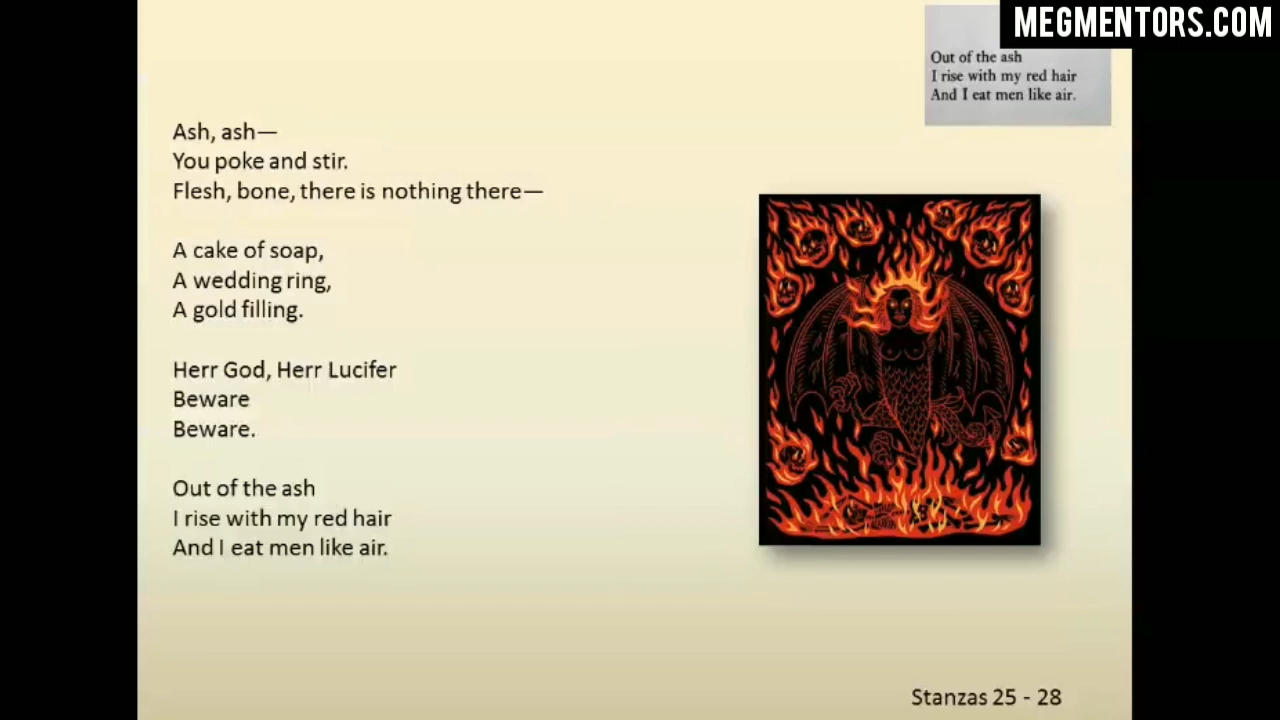 MEGMENTORS.COM
Out of the ash
I rise with my red hair
And I eat men like air.
Ash, ash—
You poke and stir.
Flesh, bone, there is nothing there—
A cake of soap,
A wedding ring,
A gold filling.
Herr God, Herr Lucifer
Beware
Beware.
Out of the ash
I rise with my red hair
And I eat men like air.
Stanzas 25 - 28